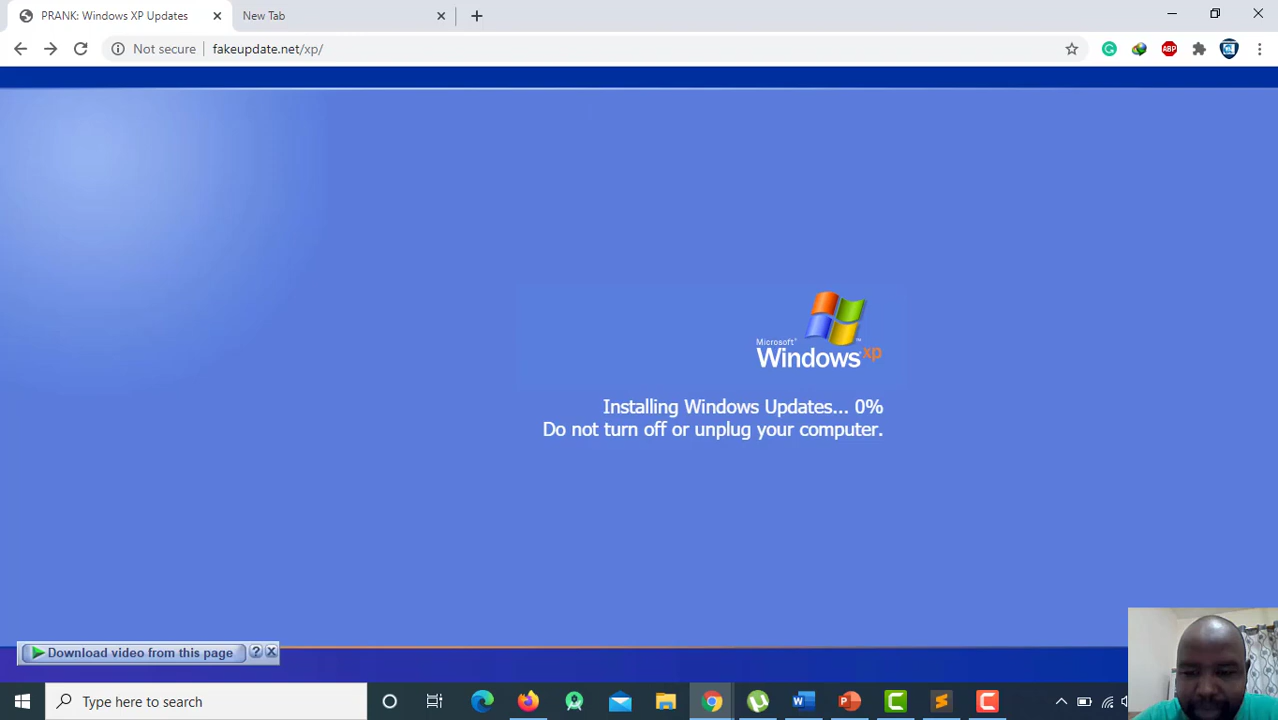 PRANK: Windows XP Updates
New Tab
Not secure
fakeupdate.net/xp/
ABP
Microsoft®
Windows xp
Installing Windows Updates... 0%
Do not turn off or unplug your computer.
Download video from this page
?
Type here to search